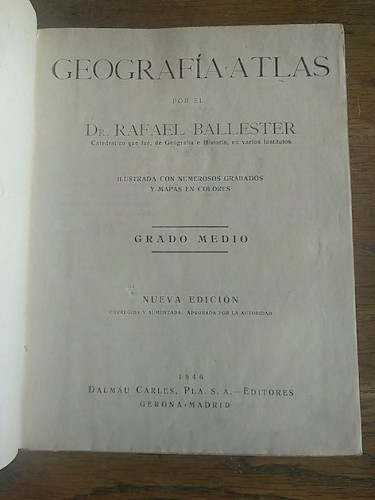 GEOGRAFÍA-ATLAS
POR EL
DR. RAFAEL BALLESTER
Catedrático que fué, de Geografía e Historia, en varios Institutos
ILUSTRADA CON NUMEROSOS GRABADOS
Y MAPAS EN COLORES
GRADO MEDIO
NUEVA EDICIÓN
CORREGIDA Y AUMENTADA, APROBADA POR LA AUTORIDAD
1946
DALMÁU CARLES, PLA. S. A.-EDITORES
GERONA-MADRID